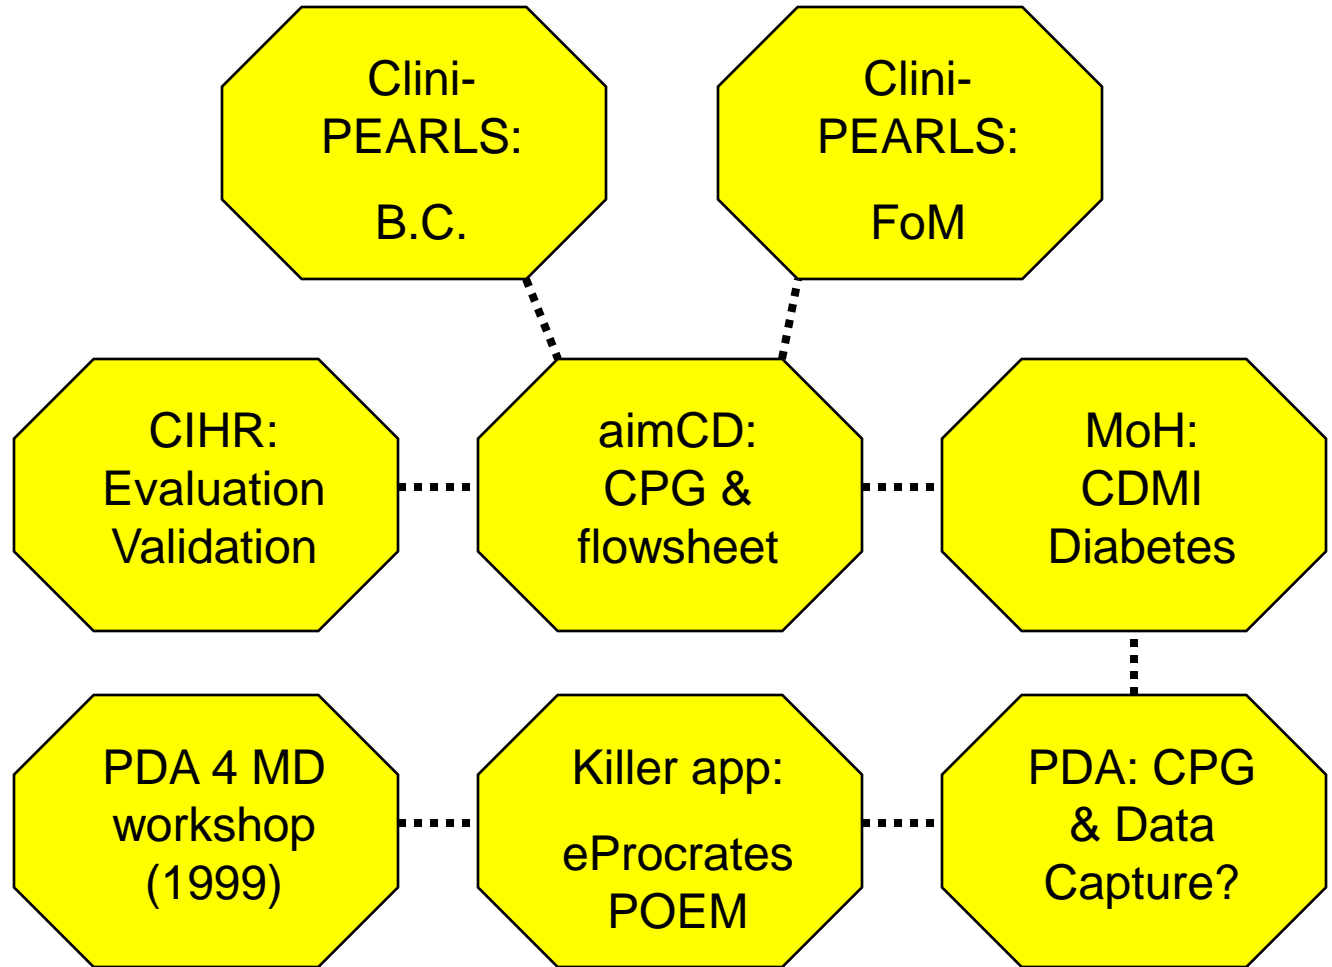 Clini-
PEARLS:
B.C.
Clini-
PEARLS:
FoM
CIHR:
Evaluation
Validation
aimCD:
CPG &
flowsheet
MoH:
CDMI
Diabetes
PDA 4 MD
workshop
(1999)
Killer app:
eProcrates
POEM
PDA: CPG
& Data
Capture?